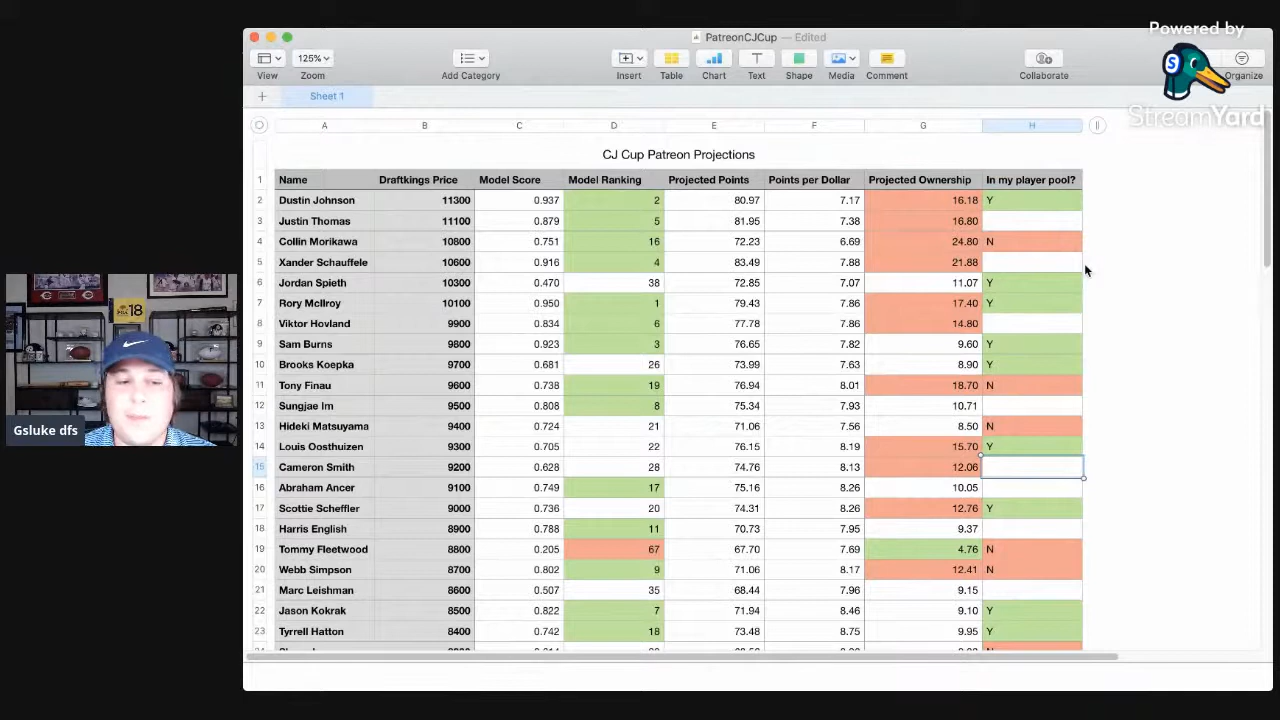 Powered by
StreamYard
PatreonCJCup — Edited
125%
View Zoom Add Category Insert Table Chart Text Shape Media Comment Collaborate Organize
+ Sheet 1
A B C D E F G H
CJ Cup Patreon Projections
1 Name Draftkings Price Model Score Model Ranking Projected Points Points per Dollar Projected Ownership In my player pool?
2 Dustin Johnson 11300 0.937 2 80.97 7.17 16.18 Y
3 Justin Thomas 11100 0.879 5 81.95 7.38 16.80
4 Collin Morikawa 10800 0.751 16 72.23 6.69 24.80 N
5 Xander Schauffele 10600 0.916 4 83.49 7.88 21.88
6 Jordan Spieth 10300 0.470 38 72.85 7.07 11.07 Y
7 Rory McIlroy 10100 0.950 1 79.43 7.86 17.40 Y
8 Viktor Hovland 9900 0.834 6 77.78 7.86 14.80
9 Sam Burns 9800 0.923 3 76.65 7.82 9.60 Y
10 Brooks Koepka 9700 0.681 26 73.99 7.63 8.90 Y
11 Tony Finau 9600 0.738 19 76.94 8.01 18.70 N
12 Sungjae Im 9500 0.808 8 75.34 7.93 10.71
13 Hideki Matsuyama 9400 0.724 21 71.06 7.56 8.50 N
14 Louis Oosthuizen 9300 0.705 22 76.15 8.19 15.70 Y
15 Cameron Smith 9200 0.628 28 74.76 8.13 12.06
16 Abraham Ancer 9100 0.749 17 75.16 8.26 10.05
17 Scottie Scheffler 9000 0.736 20 74.31 8.26 12.76 Y
18 Harris English 8900 0.788 11 70.73 7.95 9.37
19 Tommy Fleetwood 8800 0.205 67 67.70 7.69 4.76 N
20 Webb Simpson 8700 0.802 9 71.06 8.17 12.41 N
21 Marc Leishman 8600 0.507 35 68.44 7.96 9.15
22 Jason Kokrak 8500 0.822 7 71.94 8.46 9.10 Y
23 Tyrrell Hatton 8400 0.742 18 73.48 8.75 9.95 Y
18
Gsluke dfs